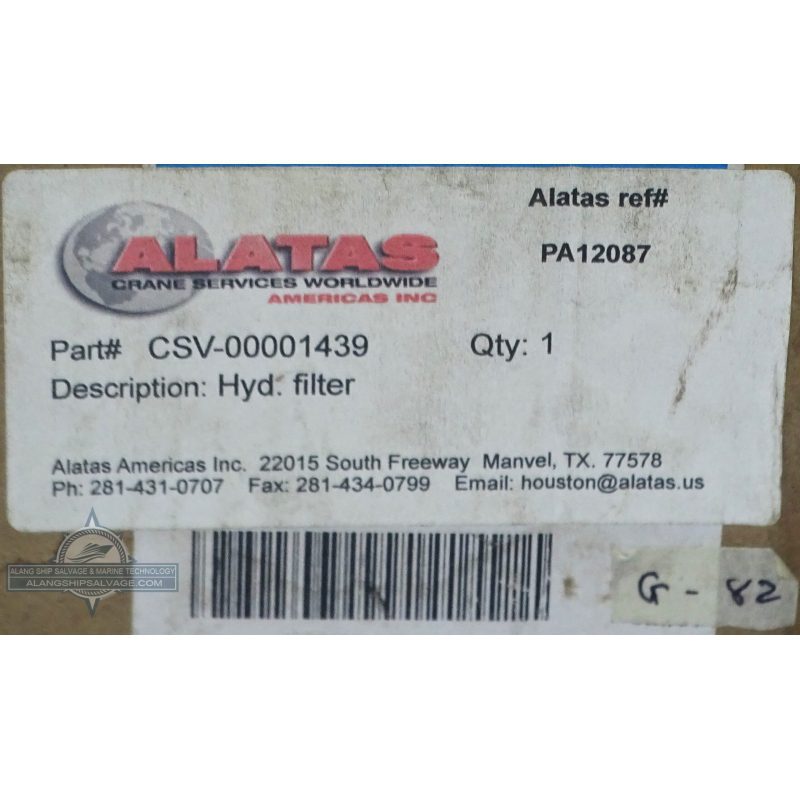 Alatas ref#
ALATAS
PA12087
CRANE SERVICES WORLDWIDE
AMERICAS INC
Part# CSV-00001439 Qty: 1
Description: Hyd. filter
Alatas Americas Inc. 22015 South Freeway Manvel, TX. 77578
Ph: 281-431-0707 Fax: 281-434-0799 Email: houston@alatas.us
ALANG SHIP SALVAGE & MARINE TECHNOLOGY
ALANGSHIPSALVAGE.COM
G - 82